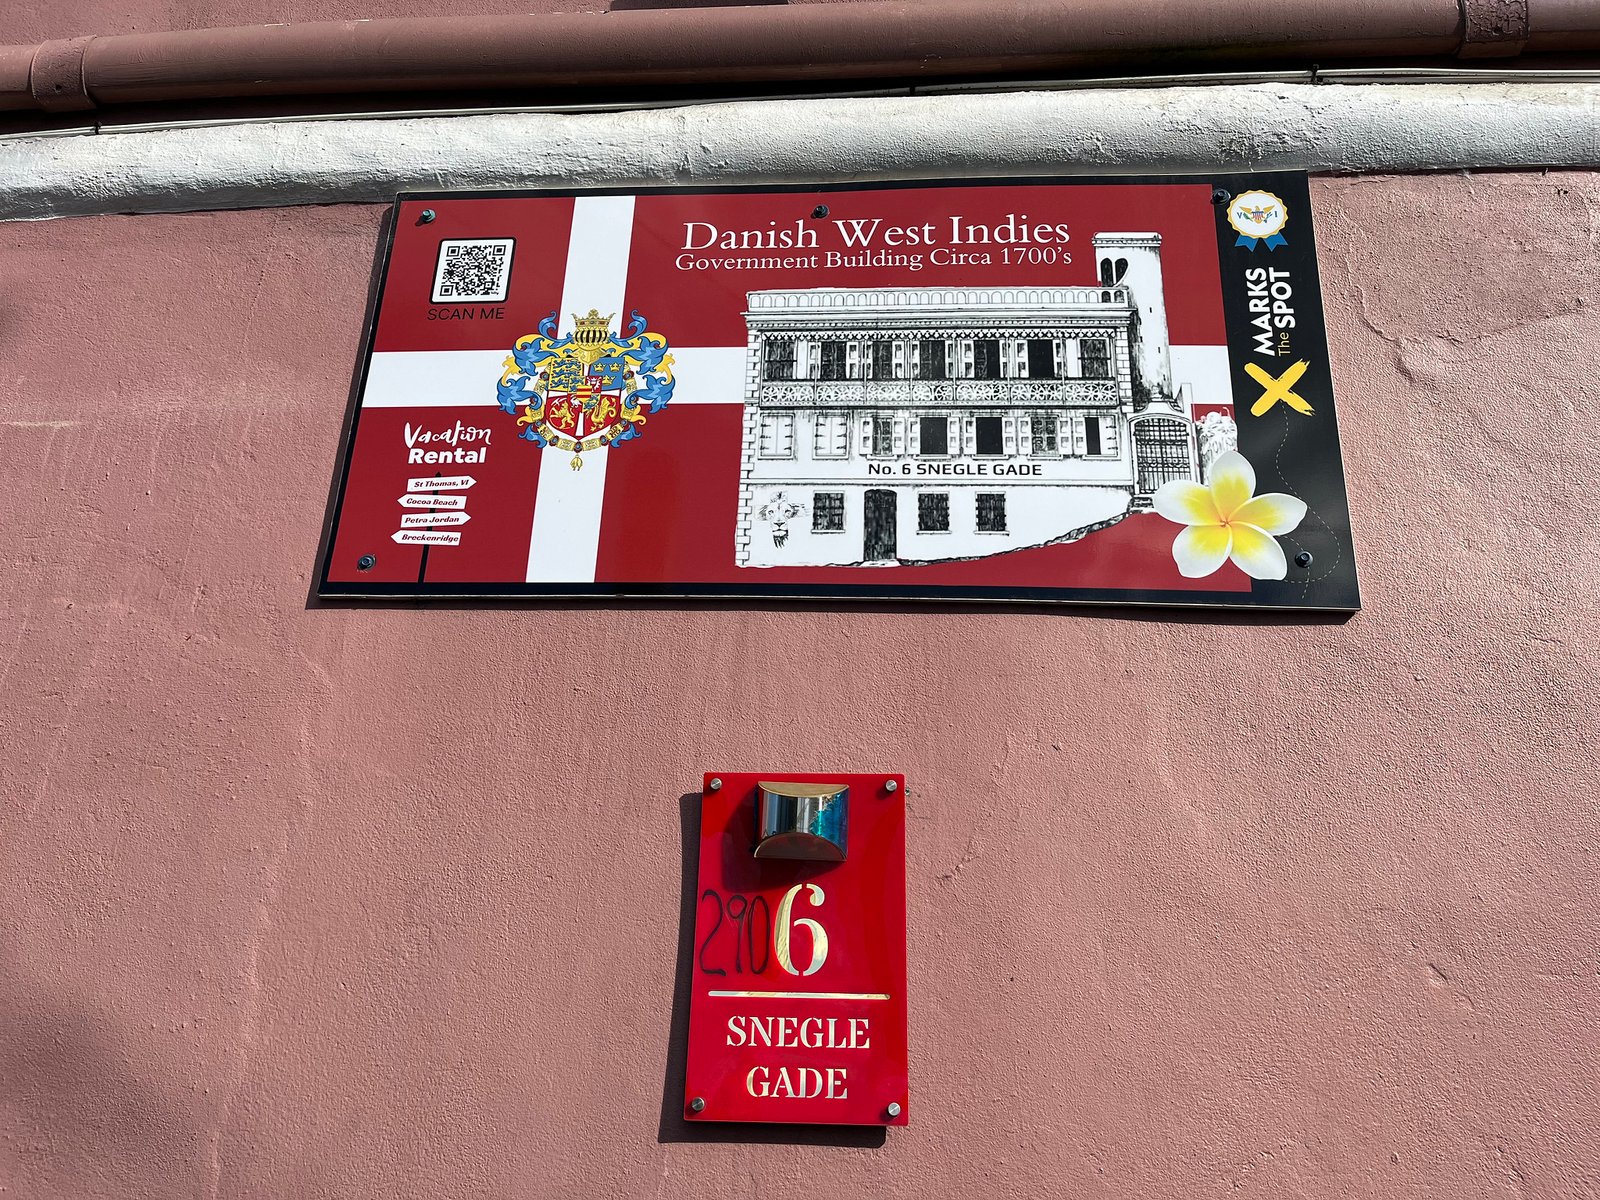 Danish West Indies
Government Building Circa 1700's
SCAN ME
Vacation
Rental
St Thomas, VI
Cocoa Beach
Petra Jordan
Breckenridge
No. 6 SNEGLE GADE
V I
X
MARKS
The SPOT
2906
SNEGLE
GADE